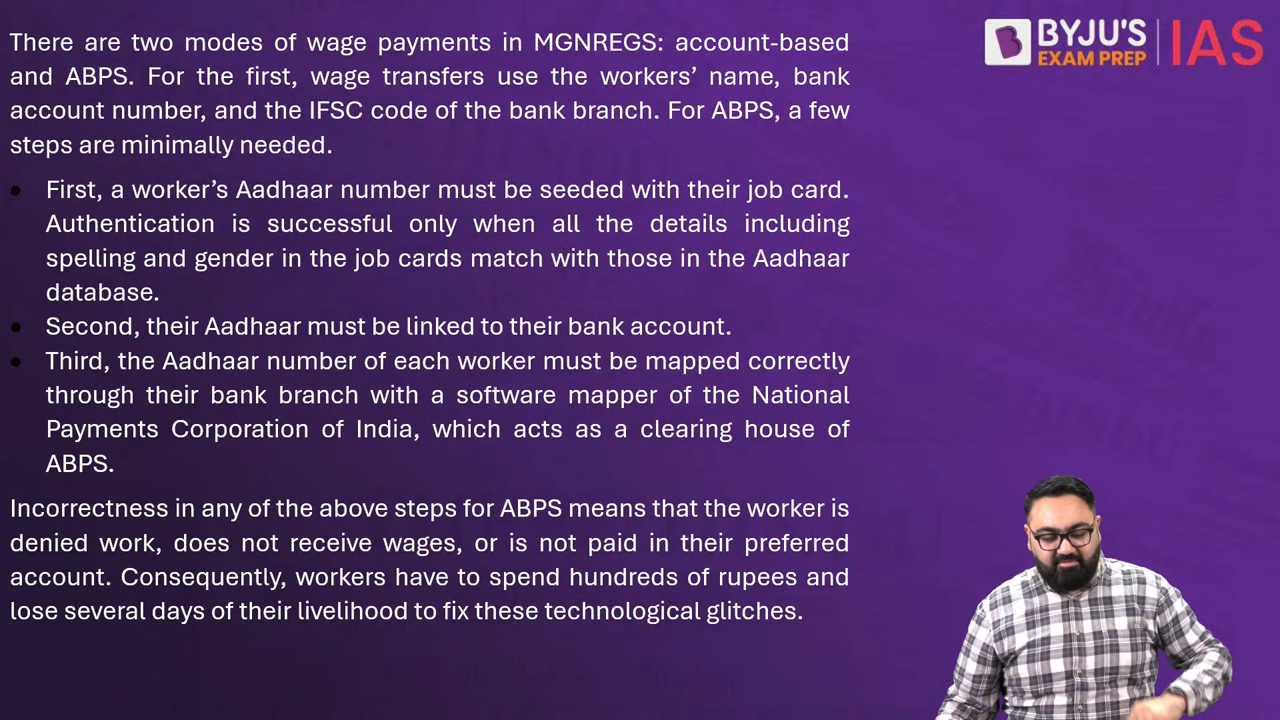 There are two modes of wage payments in MGNREGS: account-based
and ABPS. For the first, wage transfers use the workers’ name, bank
account number, and the IFSC code of the bank branch. For ABPS, a few
steps are minimally needed.
First, a worker’s Aadhaar number must be seeded with their job card.
Authentication is successful only when all the details including
spelling and gender in the job cards match with those in the Aadhaar
database.
Second, their Aadhaar must be linked to their bank account.
Third, the Aadhaar number of each worker must be mapped correctly
through their bank branch with a software mapper of the National
Payments Corporation of India, which acts as a clearing house of
ABPS.
Incorrectness in any of the above steps for ABPS means that the worker is
denied work, does not receive wages, or is not paid in their preferred
account. Consequently, workers have to spend hundreds of rupees and
lose several days of their livelihood to fix these technological glitches.
BYJU'S
EXAM PREP
IAS